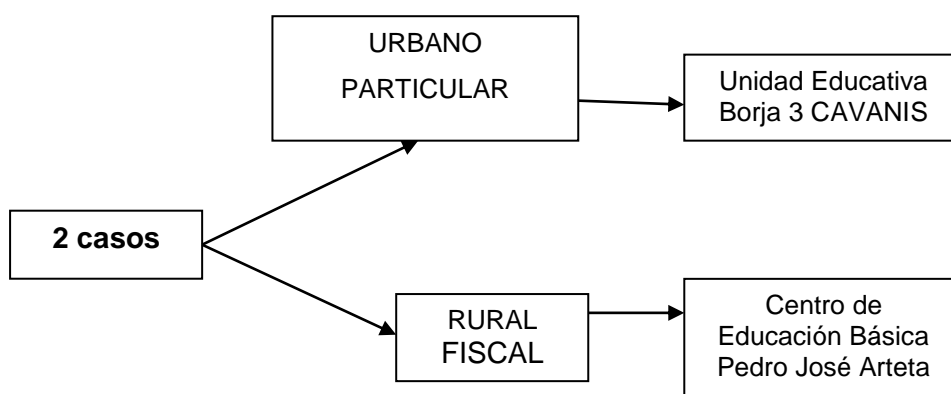 2 casos
URBANO
PARTICULAR
Unidad Educativa
Borja 3 CAVANIS
RURAL
FISCAL
Centro de
Educación Básica
Pedro José Arteta